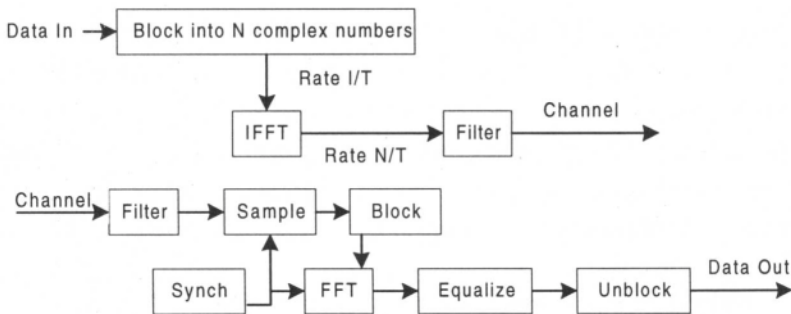 Data In
Block into N complex numbers
Rate I/T
IFFT
Rate N/T
Filter
Channel
Channel
Filter
Sample
Block
Synch
FFT
Equalize
Unblock
Data Out